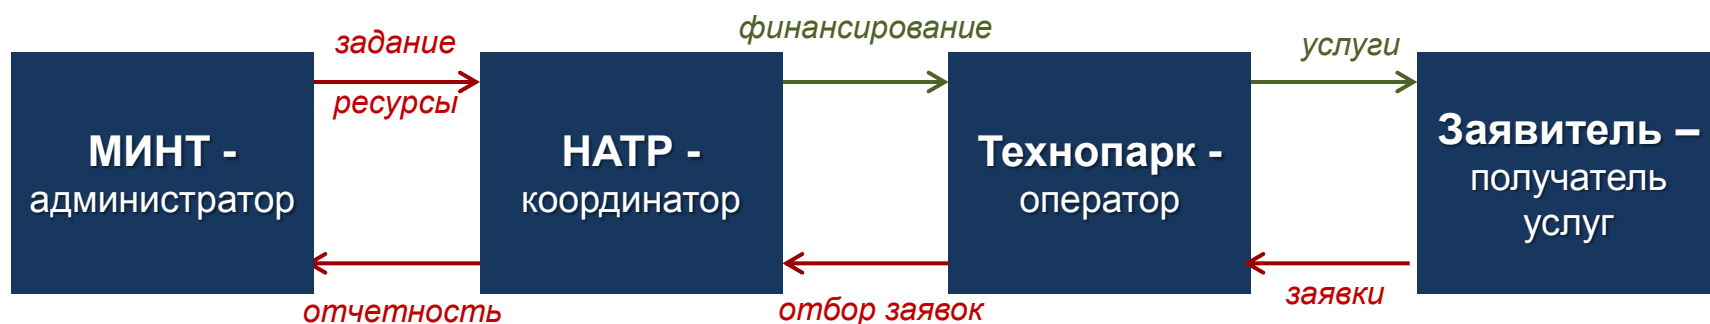 финансирование
задание
услуги
ресурсы
МИНТ -
администратор
НАТР -
координатор
Технопарк -
оператор
Заявитель –
получатель
услуг
отчетность
отбор заявок
заявки